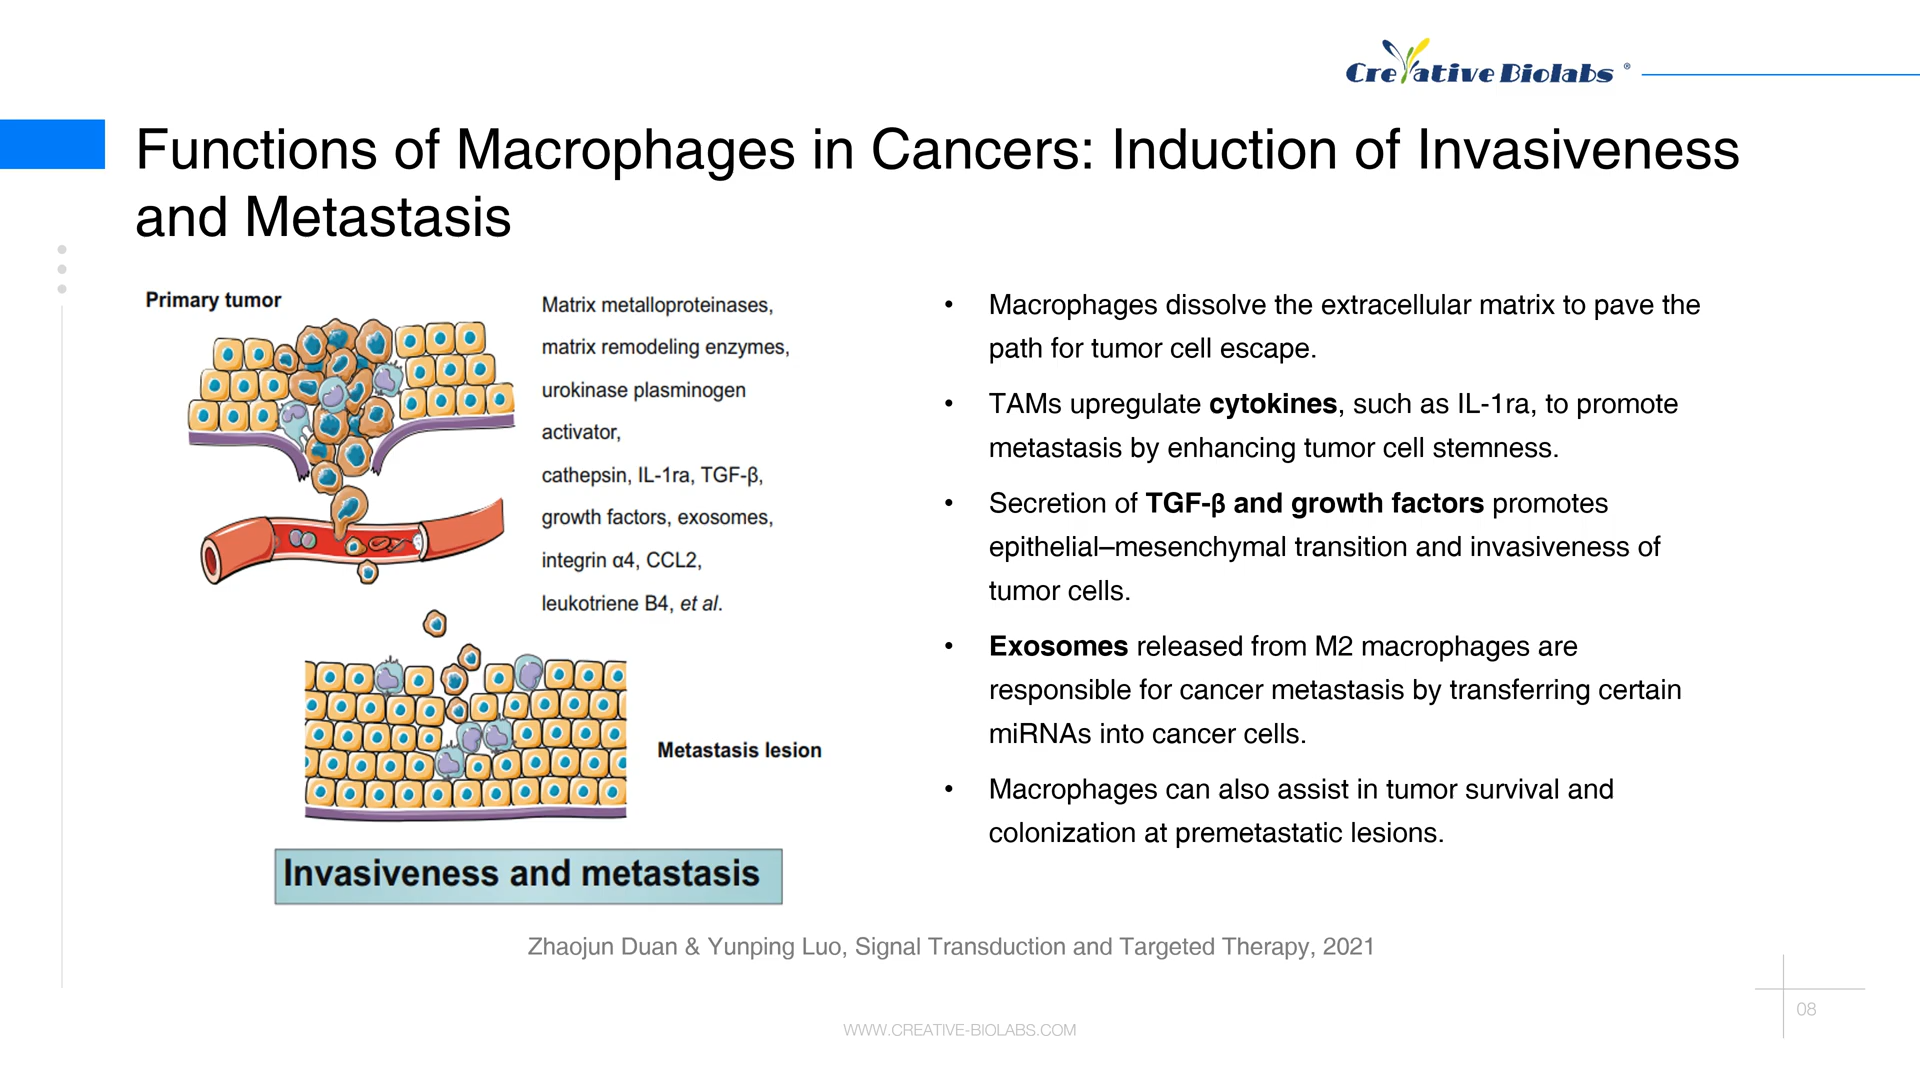 Creative Biolabs ®
Functions of Macrophages in Cancers: Induction of Invasiveness
and Metastasis
Primary tumor
Matrix metalloproteinases,
matrix remodeling enzymes,
urokinase plasminogen
activator,
cathepsin, IL-1ra, TGF-β,
growth factors, exosomes,
integrin α4, CCL2,
leukotriene B4, et al.
Metastasis lesion
Invasiveness and metastasis
• Macrophages dissolve the extracellular matrix to pave the
path for tumor cell escape.
• TAMs upregulate cytokines, such as IL-1ra, to promote
metastasis by enhancing tumor cell stemness.
• Secretion of TGF-β and growth factors promotes
epithelial–mesenchymal transition and invasiveness of
tumor cells.
• Exosomes released from M2 macrophages are
responsible for cancer metastasis by transferring certain
miRNAs into cancer cells.
• Macrophages can also assist in tumor survival and
colonization at premetastatic lesions.
Zhaojun Duan & Yunping Luo, Signal Transduction and Targeted Therapy, 2021
WWW.CREATIVE-BIOLABS.COM
08